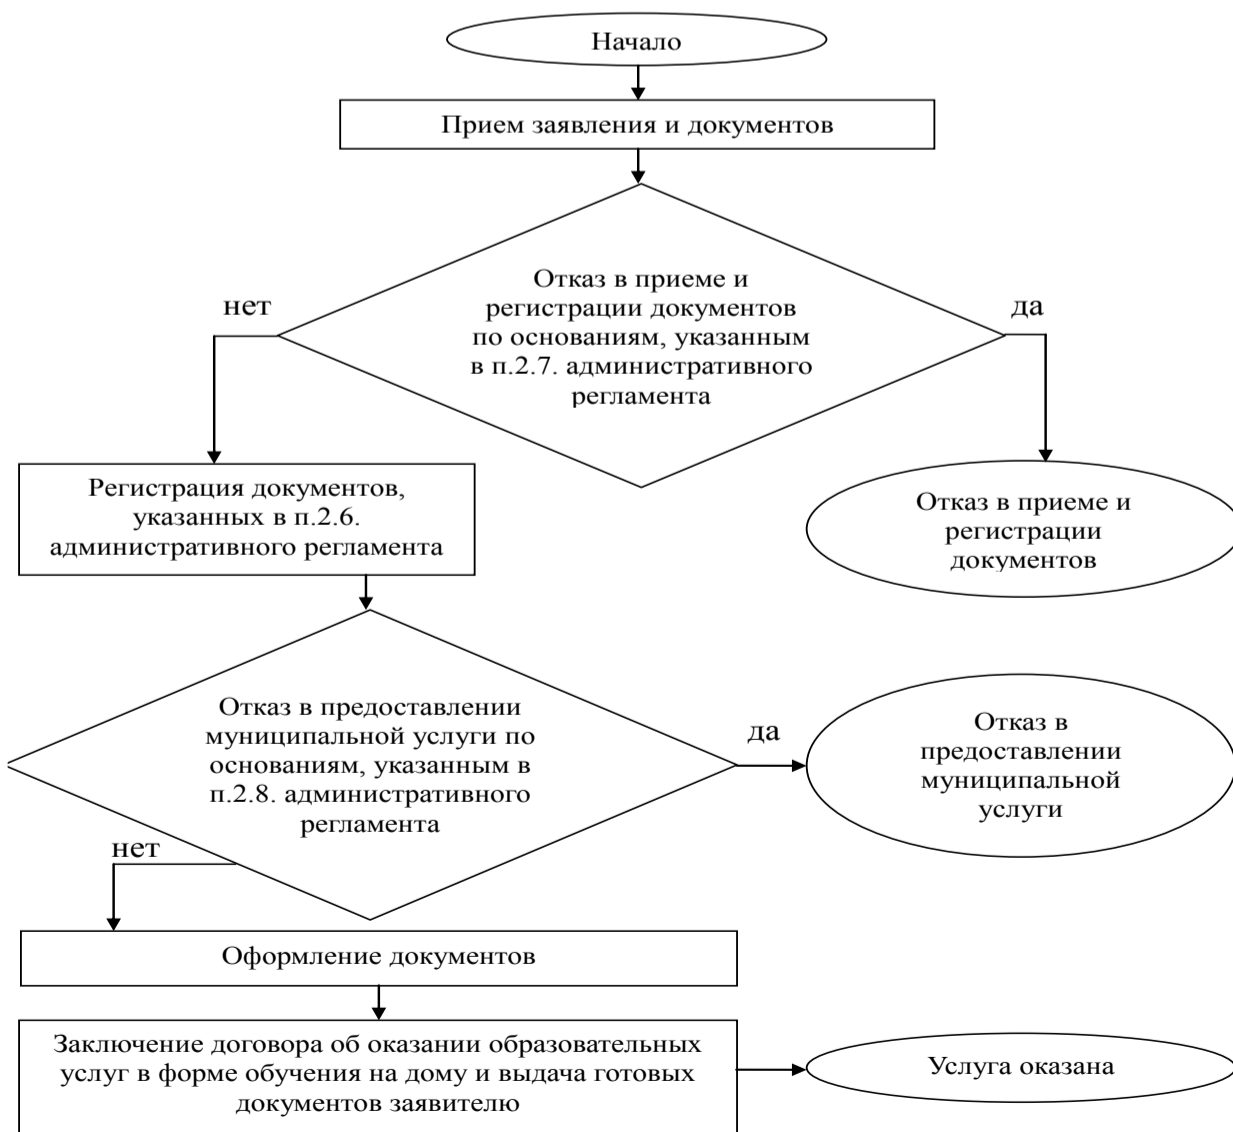 Начало
Прием заявления и документов
Отказ в приеме и
регистрации документов
по основаниям, указанным
в п.2.7. административного
регламента
нет
да
Регистрация документов,
указанных в п.2.6.
административного регламента
Отказ в приеме и
регистрации
документов
Отказ в предоставлении
муниципальной услуги по
основаниям, указанным в
п.2.8. административного
регламента
да
Отказ в
предоставлении
муниципальной
услуги
нет
Оформление документов
Заключение договора об оказании образовательных
услуг в форме обучения на дому и выдача готовых
документов заявителю
Услуга оказана